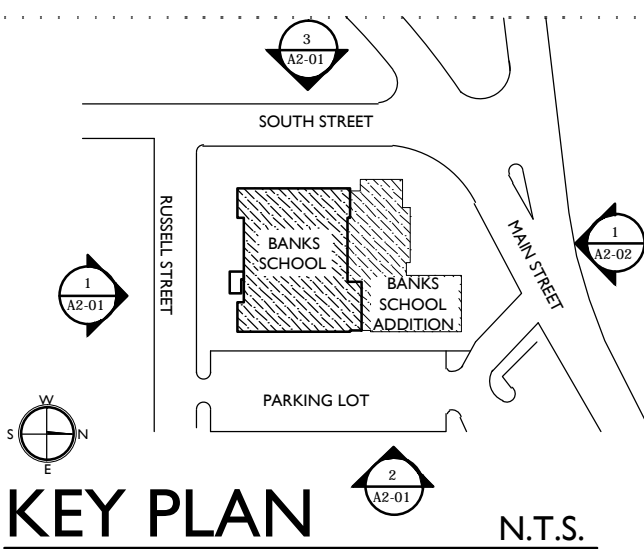 3
A2-01
SOUTH STREET
RUSSELL STREET
BANKS
SCHOOL
MAIN STREET
1
A2-02
1
A2-01
BANKS
SCHOOL
ADDITION
PARKING LOT
W
S
N
E
2
A2-01
KEY PLAN
N.T.S.